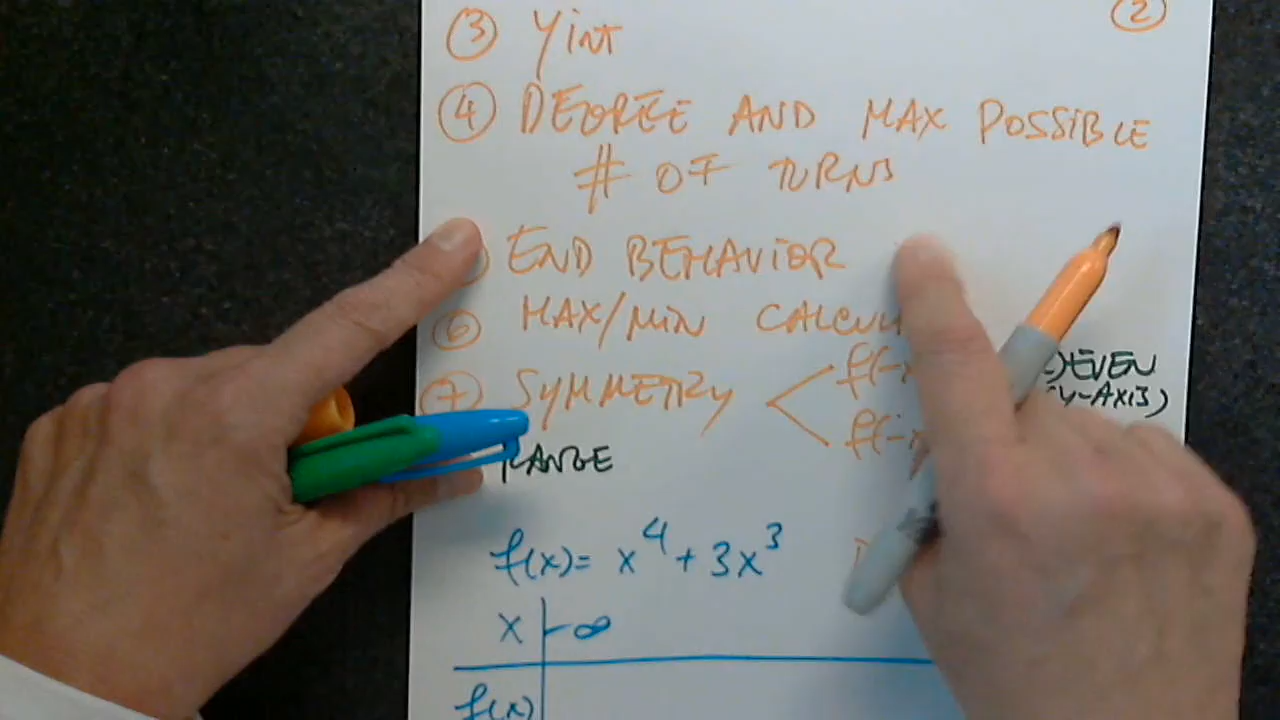 ② 
③ Y int
④ DEGREE AND MAX POSSIBLE
# OF TURNS
END BEHAVIOR
⑥ MAX/MIN
⑦ SYMMETRY
EVEN
(Y-AXIS)
RANGE
f(x)= x⁴ + 3x³
x -∞
f(x)